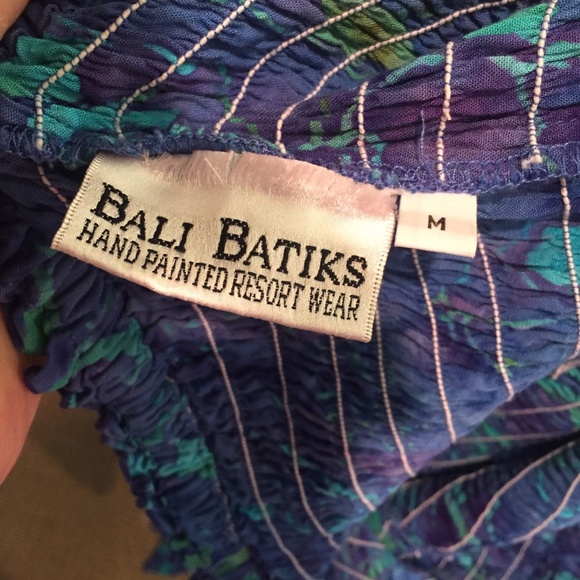 BALI BATIKS
HAND PAINTED RESORT WEAR
M